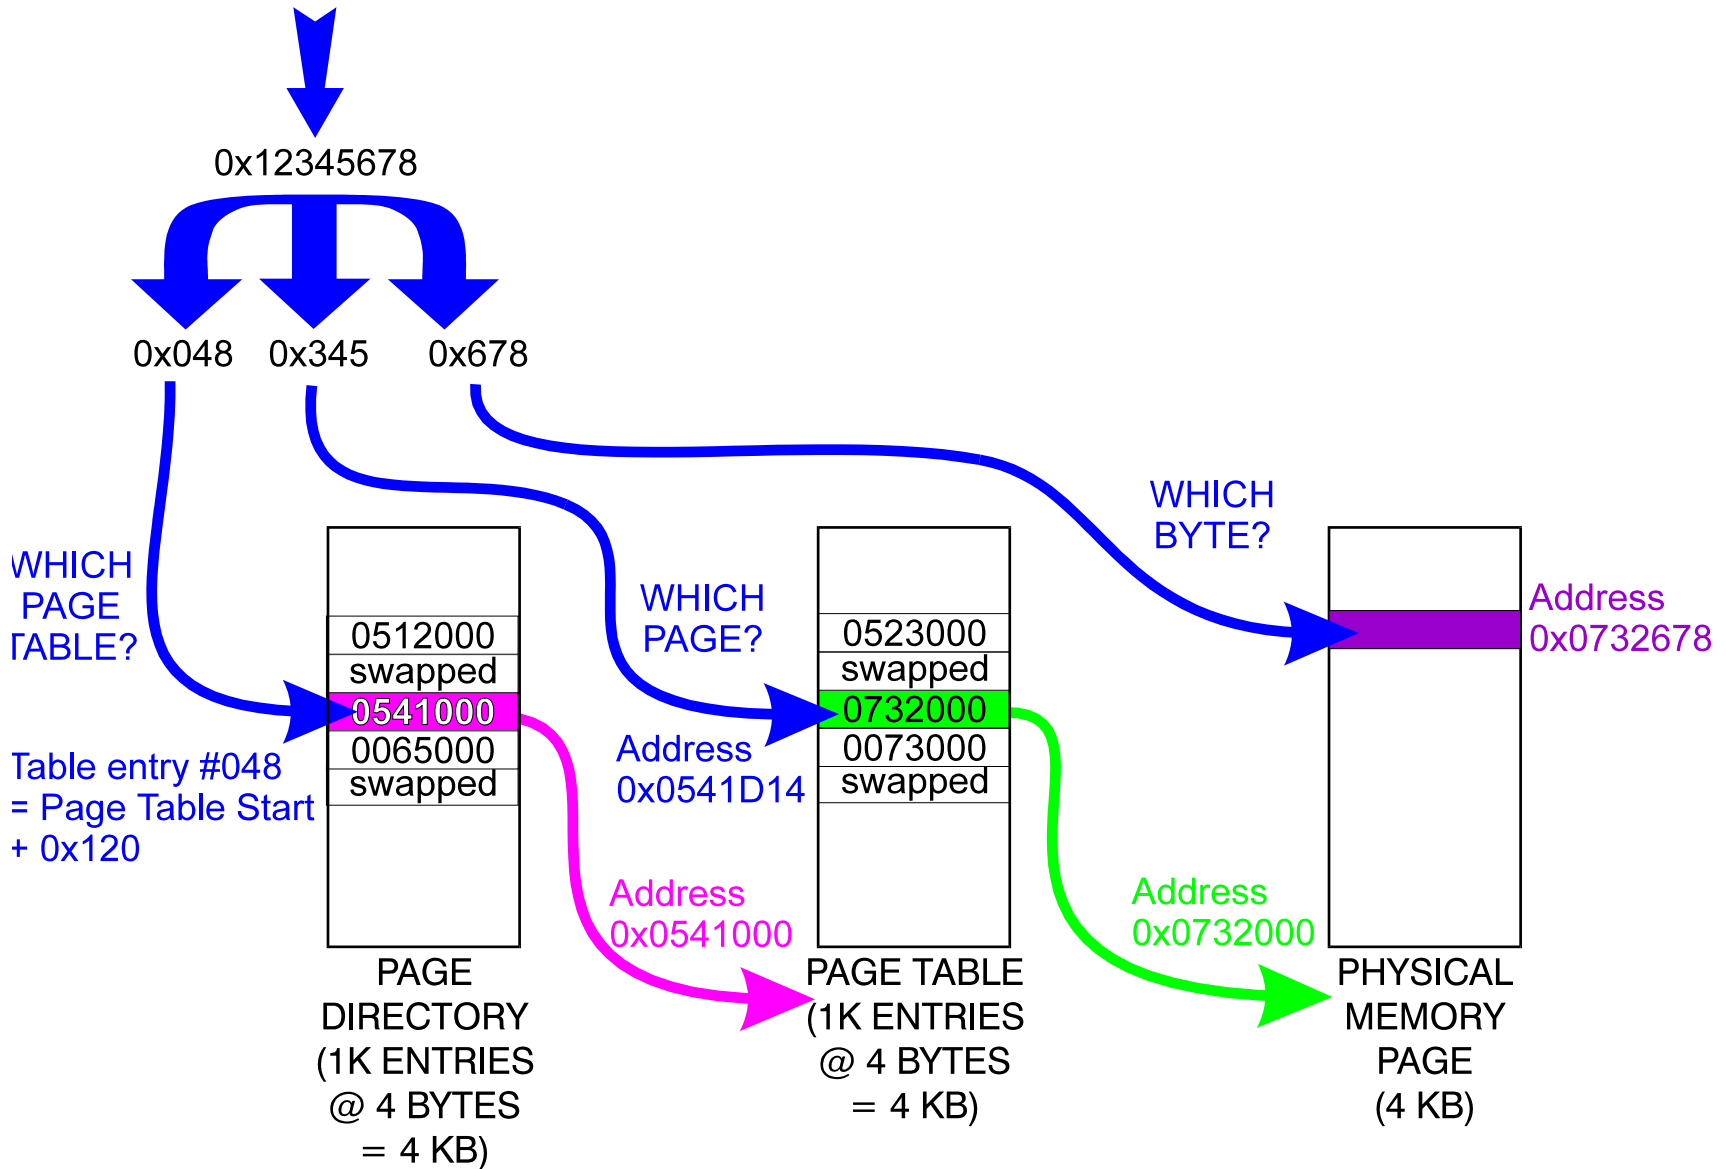 0x12345678
0x048
0x345
0x678
WHICH
PAGE
TABLE?
Table entry #048
= Page Table Start
+ 0x120
0512000
swapped
0541000
0065000
swapped
PAGE
DIRECTORY
(1K ENTRIES
@ 4 BYTES
= 4 KB)
WHICH
PAGE?
Address
0x0541D14
Address
0x0541000
0523000
swapped
0732000
0073000
swapped
PAGE TABLE
(1K ENTRIES
@ 4 BYTES
= 4 KB)
WHICH
BYTE?
Address
0x0732000
Address
0x0732678
PHYSICAL
MEMORY
PAGE
(4 KB)